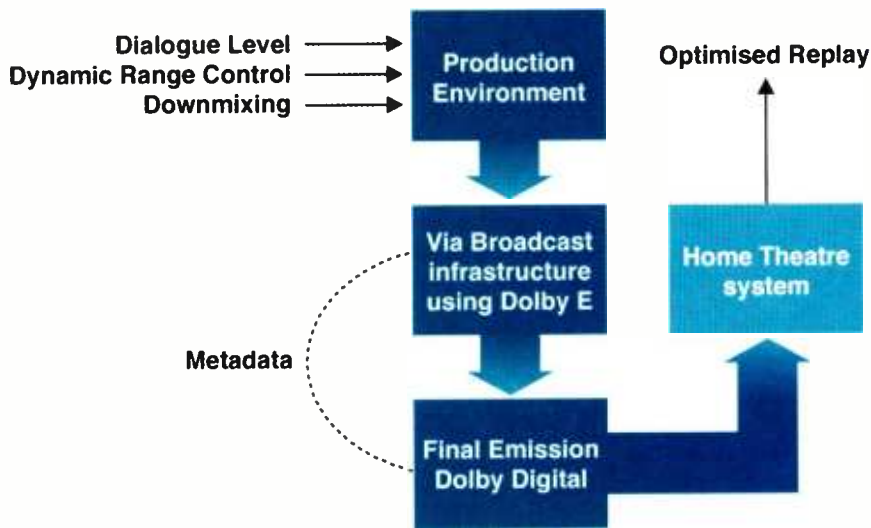 Dialogue Level
Dynamic Range Control
Downmixing
Production
Environment
Optimised Replay
Via Broadcast
infrastructure
using Dolby E
Home Theatre
system
Metadata
Final Emission
Dolby Digital